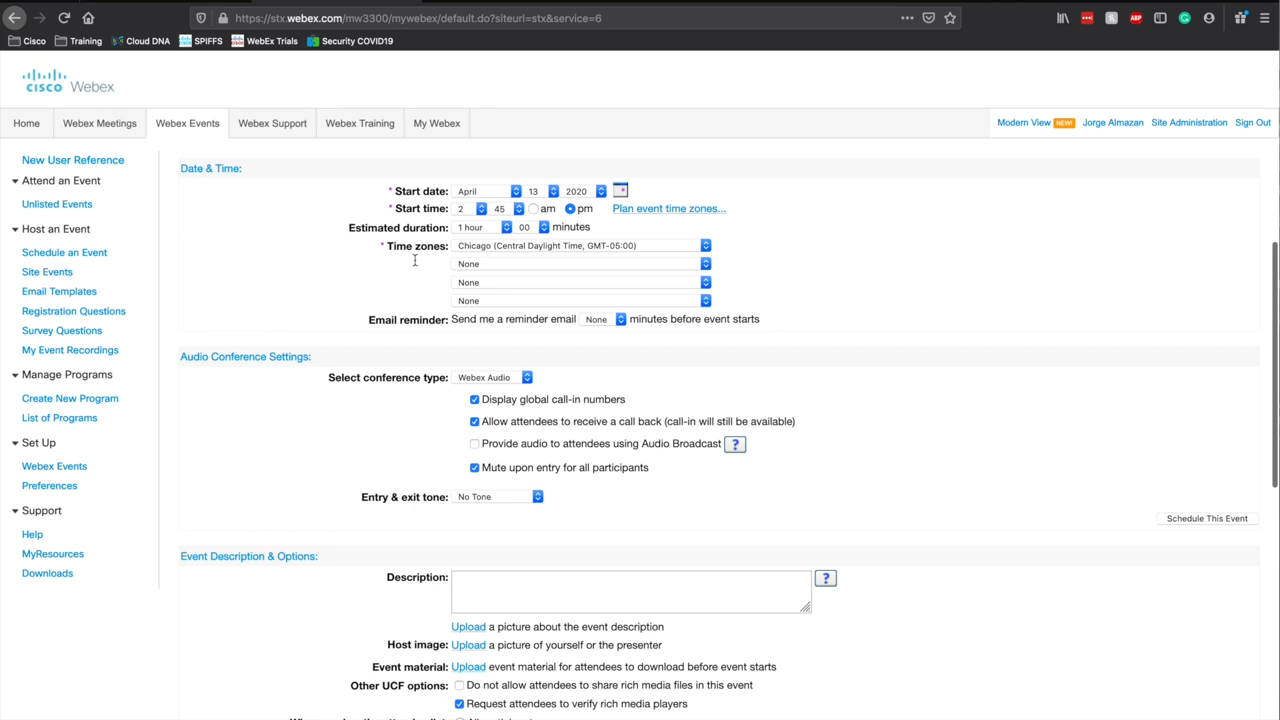 https://stx.webex.com/mw3300/mywebex/default.do?siteurl=stx&service=6
Cisco Training Cloud DNA SPIFFS WebEx Trials Security COVID19
cisco Webex
Home Webex Meetings Webex Events Webex Support Webex Training My Webex Modern View NEW! Jorge Almazan Site Administration Sign Out
New User Reference
Attend an Event
Unlisted Events
Host an Event
Schedule an Event
Site Events
Email Templates
Registration Questions
Survey Questions
My Event Recordings
Manage Programs
Create New Program
List of Programs
Set Up
Webex Events
Preferences
Support
Help
MyResources
Downloads
Date & Time:
* Start date: April 13 2020
* Start time: 2 45 am pm Plan event time zones...
Estimated duration: 1 hour 00 minutes
* Time zones: Chicago (Central Daylight Time, GMT-05:00)
None
None
None
Email reminder: Send me a reminder email None minutes before event starts
Audio Conference Settings:
Select conference type: Webex Audio
Display global call-in numbers
Allow attendees to receive a call back (call-in will still be available)
Provide audio to attendees using Audio Broadcast ?
Mute upon entry for all participants
Entry & exit tone: No Tone
Schedule This Event
Event Description & Options:
Description: ?
Upload a picture about the event description
Host image: Upload a picture of yourself or the presenter
Event material: Upload event material for attendees to download before event starts
Other UCF options: Do not allow attendees to share rich media files in this event
Request attendees to verify rich media players